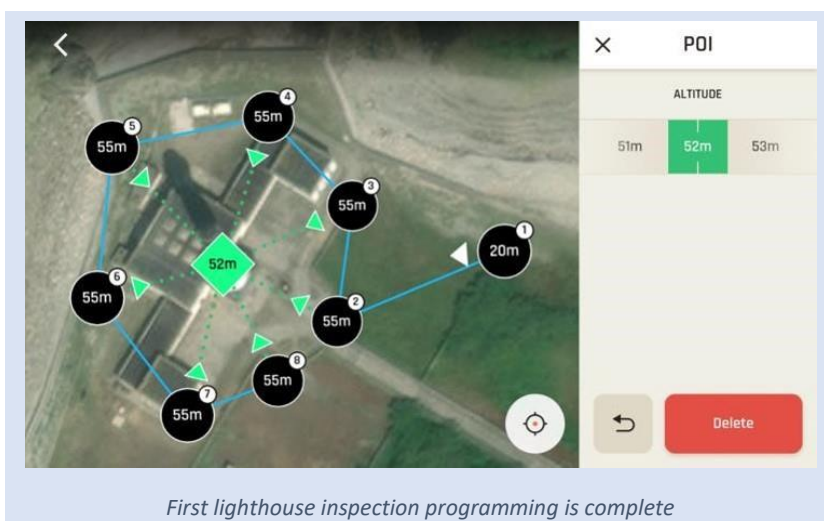 POI
ALTITUDE
51m 52m 53m
4
55m
5
55m
3
55m
1
20m
52m
6
55m
2
55m
8
55m
7
55m
Delete
First lighthouse inspection programming is complete